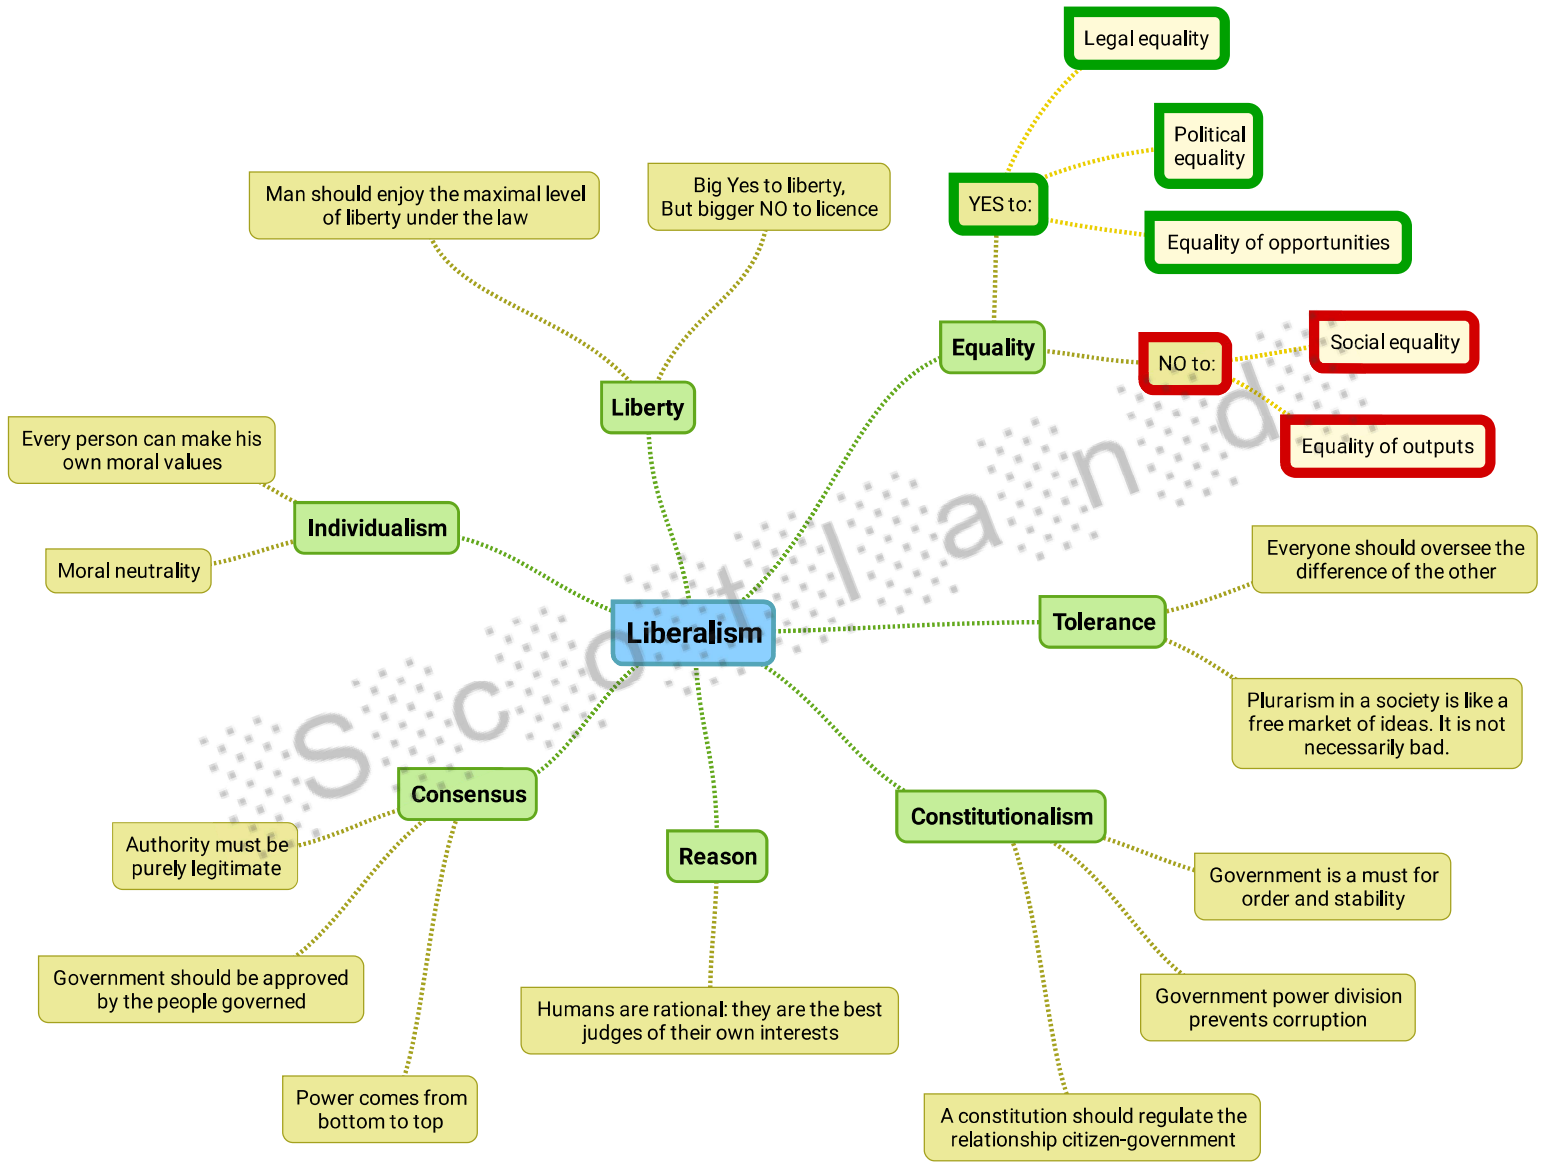 Legal equality
Political
equality
YES to:
Equality of opportunities
Equality
NO to:
Social equality
Equality of outputs
Man should enjoy the maximal level
of liberty under the law
Big Yes to liberty,
But bigger NO to licence
Liberty
Every person can make his
own moral values
Individualism
Moral neutrality
Liberalism
Tolerance
Everyone should oversee the
difference of the other
Plurarism in a society is like a
free market of ideas. It is not
necessarily bad.
Consensus
Authority must be
purely legitimate
Government should be approved
by the people governed
Power comes from
bottom to top
Reason
Humans are rational: they are the best
judges of their own interests
Constitutionalism
Government is a must for
order and stability
Government power division
prevents corruption
A constitution should regulate the
relationship citizen-government
Scotland